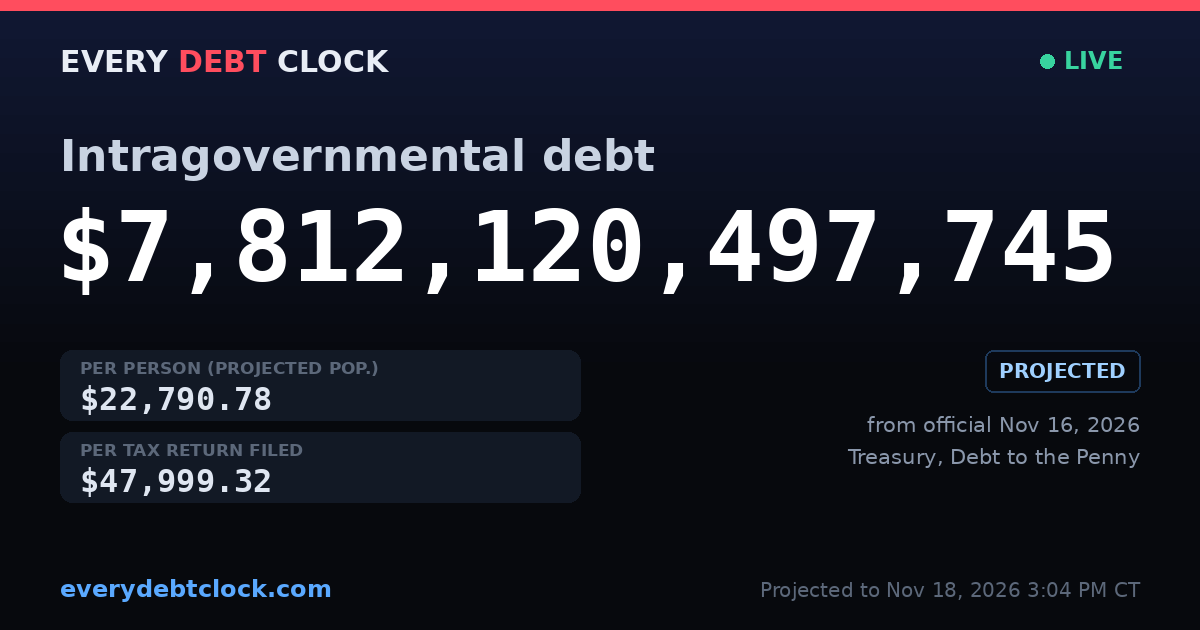 EVERY DEBT CLOCK
LIVE
Intragovernmental debt
$7,812,120,497,745
PER PERSON (PROJECTED POP.)
$22,790.78
PER TAX RETURN FILED
$47,999.32
PROJECTED
from official Nov 16, 2026
Treasury, Debt to the Penny
everydebtclock.com
Projected to Nov 18, 2026 3:04 PM CT